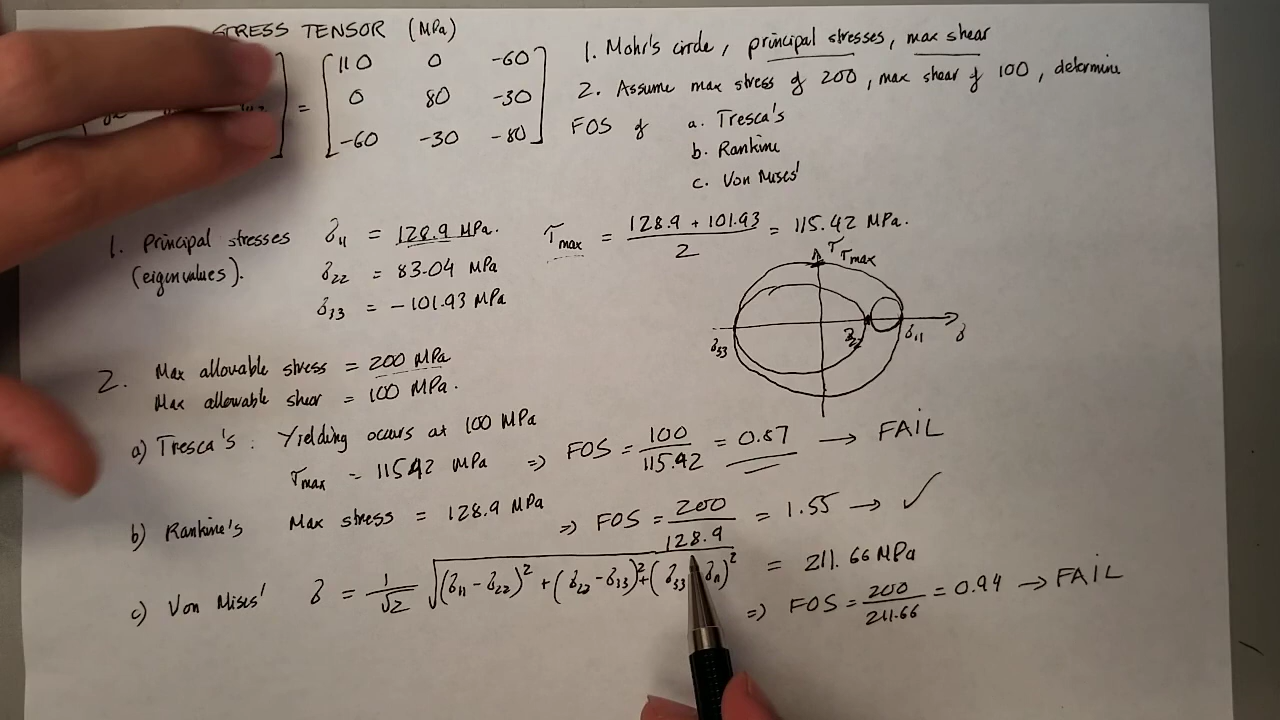 STRESS TENSOR (MPa)
= [110 0 -60
0 80 -30
-60 -30 -80]
1. Mohr's circle, principal stresses, max shear
2. Assume max stress of 200, max shear of 100, determine
FOS of a. Tresca's
b. Rankine
c. Von Mises'
1. Principal stresses
(eigenvalues).
σ11 = 128.9 MPa.
σ22 = 83.04 MPa
σ33 = -101.93 MPa
τmax = (128.9 + 101.93)/2 = 115.42 MPa.
τ
τmax
σ33 σ22 σ11 σ
2. Max allowable stress = 200 MPa
Max allowable shear = 100 MPa.
a) Tresca's : Yielding occurs at 100 MPa
τmax = 115.42 MPa ⇒ FOS = 100/115.42 = 0.87 → FAIL
b) Rankine's Max stress = 128.9 MPa ⇒ FOS = 200/128.9 = 1.55 → ✓
c) Von Mises' σ = 1/√2 √((σ11 - σ22)² + (σ22 - σ33)² + (σ33 σ11)²) = 211.66 MPa
⇒ FOS = 200/211.66 = 0.94 → FAIL